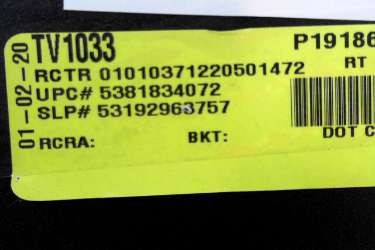 01-02-20
TV1033 P19186
RCTR 01010371220501472 RT
UPC# 5381834072
SLP# 53192963757
RCRA: BKT: DOT C